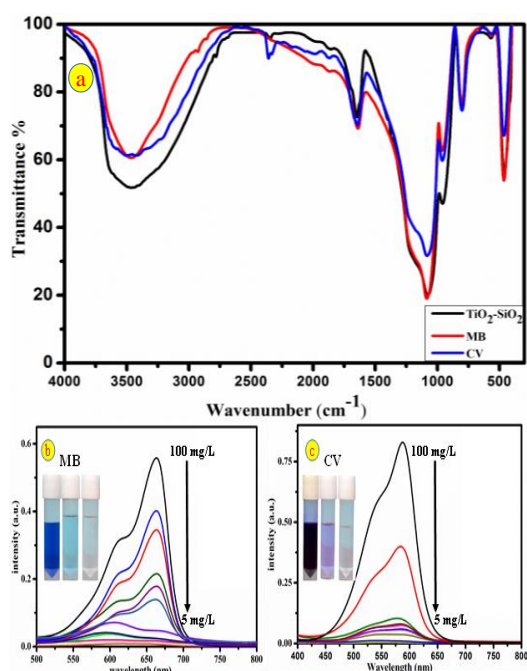 a
100
80
60
40
20
0
Transmittance %
4000 3500 3000 2500 2000 1500 1000 500
Wavenumber (cm-1)
TiO2-SiO2
MB
CV
b
MB
100 mg/L
5 mg/L
0.6
0.4
0.2
0.0
intensity (a.u.)
500 550 600 650 700 750 800
wavelength (nm)
c
CV
100 mg/L
5 mg/L
0.75
0.50
0.25
0.00
intensity (a.u.)
400 450 500 550 600 650 700 750 800
wavelength (nm)